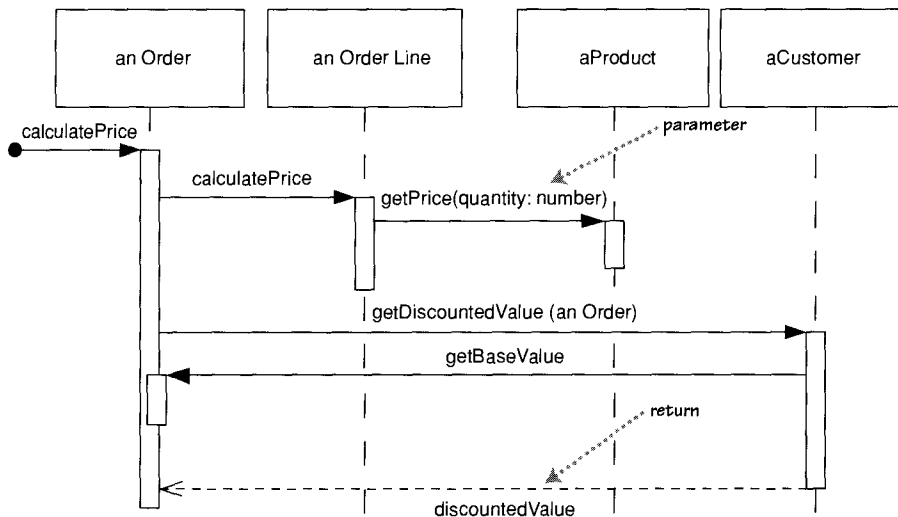 an Order
an Order Line
aProduct
aCustomer
calculatePrice
parameter
calculatePrice
getPrice(quantity: number)
getDiscountedValue (an Order)
getBaseValue
return
discountedValue